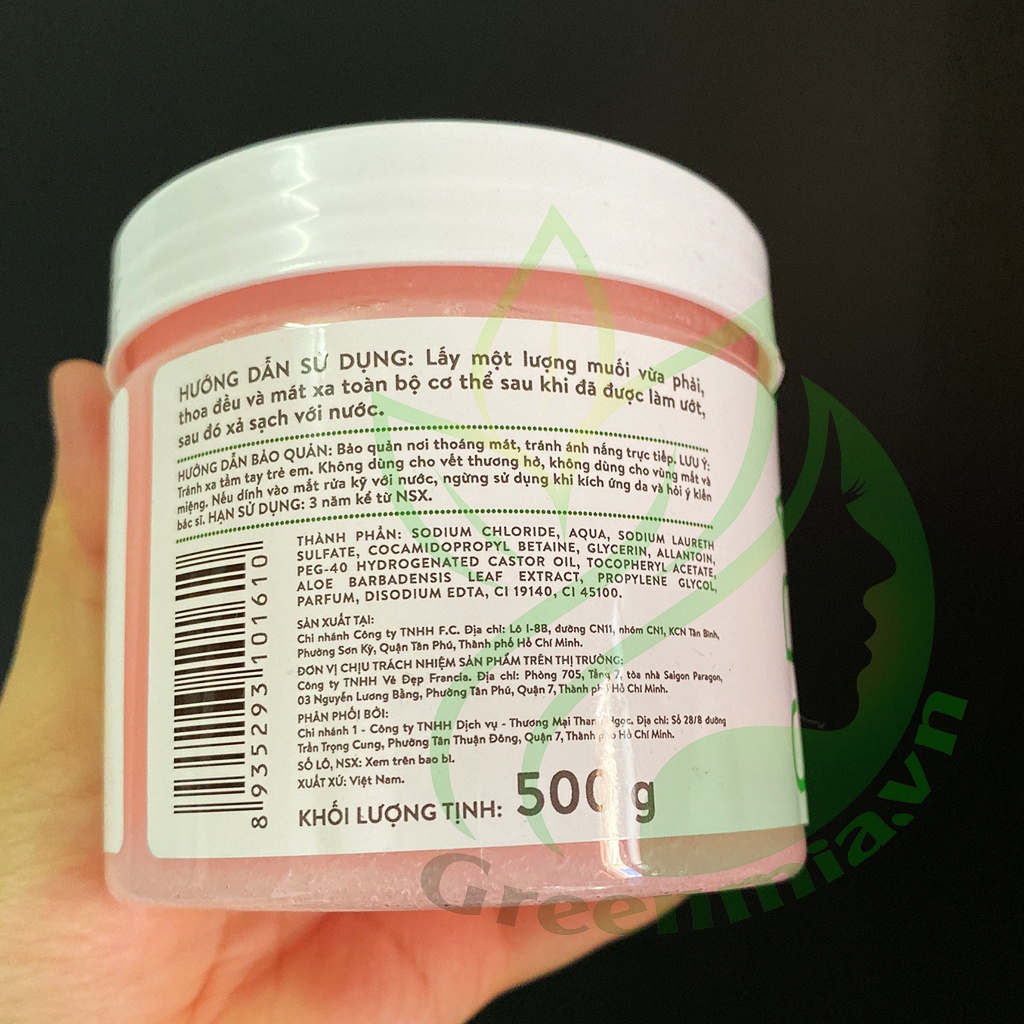 HƯỚNG DẪN SỬ DỤNG: Lấy một lượng muối vừa phải,
thoa đều và mát xa toàn bộ cơ thể sau khi đã được làm ướt,
sau đó xả sạch với nước.
HƯỚNG DẪN BẢO QUẢN: Bảo quản nơi thoáng mát, tránh ánh nắng trực tiếp. LƯU Ý:
Tránh xa tầm tay trẻ em. Không dùng cho vết thương hở, không dùng cho vùng mắt và
miệng. Nếu dính vào mắt rửa kỹ với nước, ngừng sử dụng khi kích ứng da và hỏi ý kiến
bác sĩ. HẠN SỬ DỤNG: 3 năm kể từ NSX.
THÀNH PHẦN: SODIUM CHLORIDE, AQUA, SODIUM LAURETH
SULFATE, COCAMIDOPROPYL BETAINE, GLYCERIN, ALLANTOIN,
PEG-40 HYDROGENATED CASTOR OIL, TOCOPHERYL ACETATE,
ALOE BARBADENSIS LEAF EXTRACT, PROPYLENE GLYCOL,
PARFUM, DISODIUM EDTA, CI 19140, CI 45100.
SẢN XUẤT TẠI:
Chi nhánh Công ty TNHH F.C. Địa chỉ: Lô I-8B, đường CN11, nhóm CN1, KCN Tân Bình,
Phường Sơn Kỳ, Quận Tân Phú, Thành phố Hồ Chí Minh.
ĐƠN VỊ CHỊU TRÁCH NHIỆM SẢN PHẨM TRÊN THỊ TRƯỜNG:
Công ty TNHH Vẻ Đẹp Francia. Địa chỉ: Phòng 705, Tầng 7, tòa nhà Saigon Paragon,
03 Nguyễn Lương Bằng, Phường Tân Phú, Quận 7, Thành phố Hồ Chí Minh.
PHÂN PHỐI BỞI:
Chi nhánh 1 - Công ty TNHH Dịch vụ - Thương Mại Ngọc. Địa chỉ: Số 28/8 đường
Trần Trọng Cung, Phường Tân Thuận Đông, Quận 7, Thành phố Hồ Chí Minh.
SỐ LÔ, NSX: Xem trên bao bì.
XUẤT XỨ: Việt Nam.
KHỐI LƯỢNG TỊNH: 500 g
8 935293 101610
Greenmia.vn